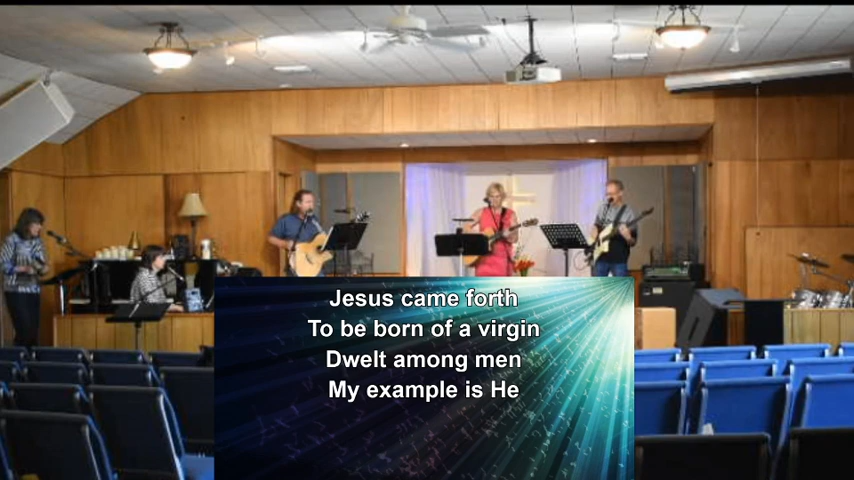 Jesus came forth
To be born of a virgin
Dwelt among men
My example is He